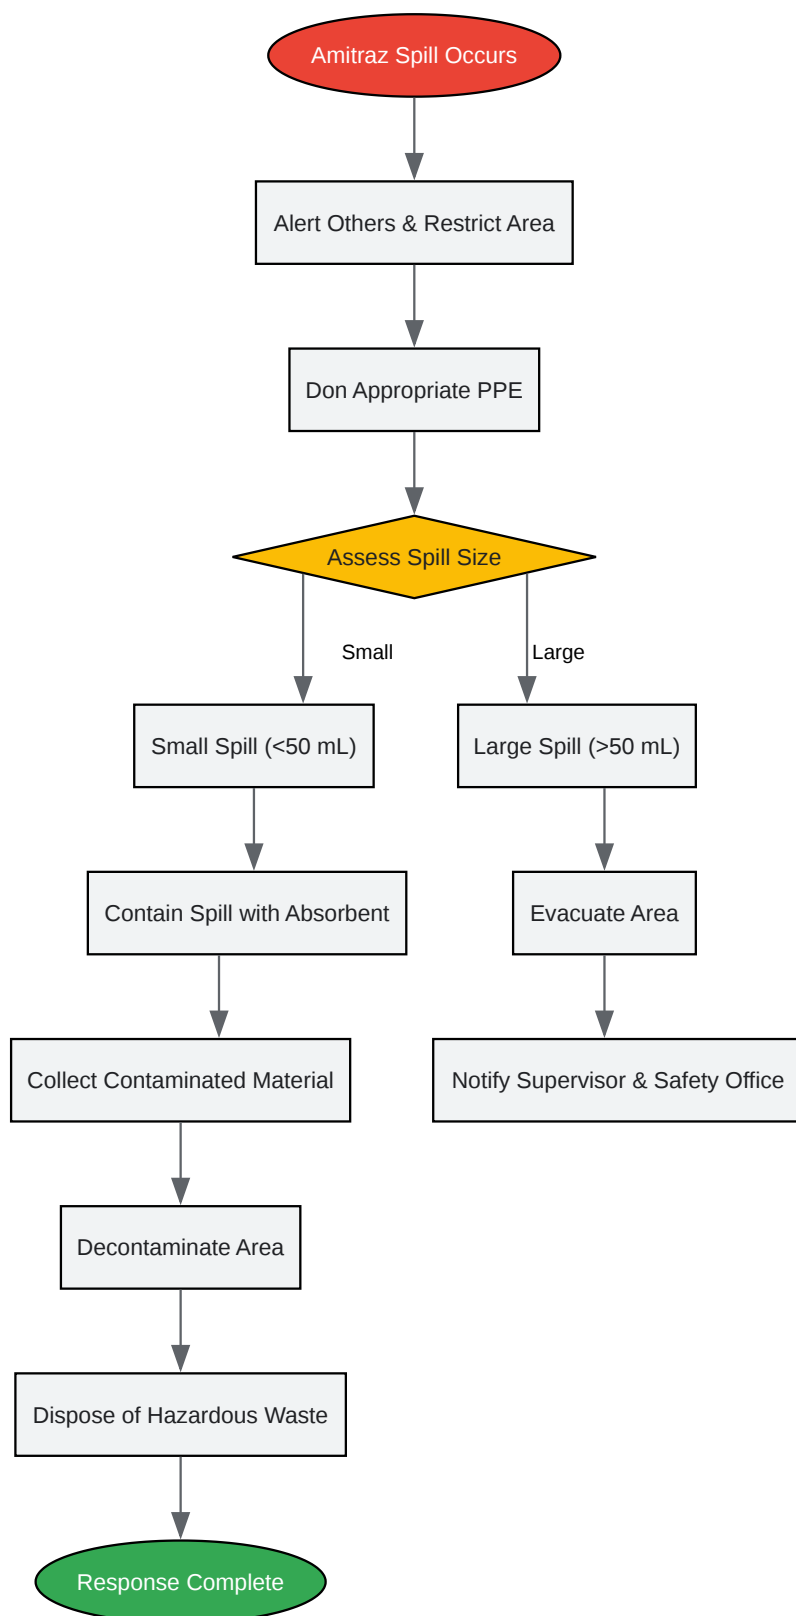 Amitraz Spill Occurs
Alert Others & Restrict Area
Don Appropriate PPE
Assess Spill Size
Small
Large
Small Spill (<50 mL)
Large Spill (>50 mL)
Contain Spill with Absorbent
Evacuate Area
Collect Contaminated Material
Notify Supervisor & Safety Office
Decontaminate Area
Dispose of Hazardous Waste
Response Complete